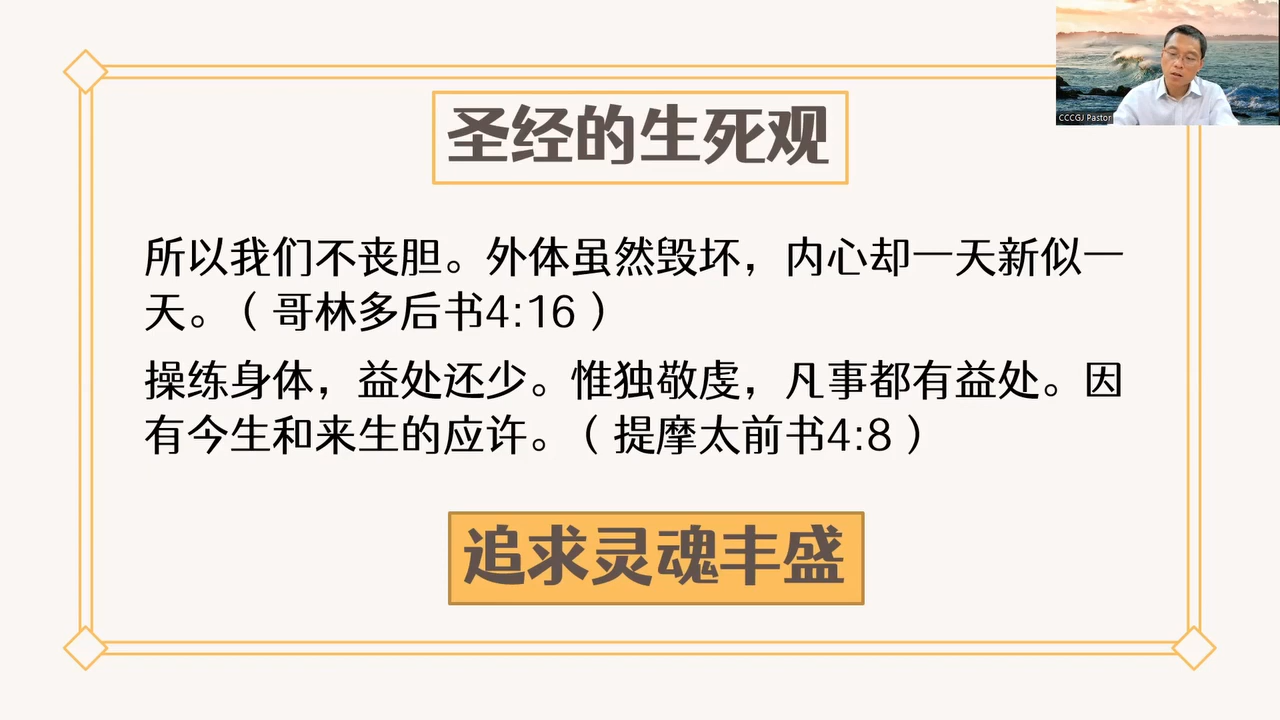 圣经的生死观
CCCGJ Pastor
所以我们不丧胆。外体虽然毁坏，内心却一天新似一
天。（哥林多后书4:16）
操练身体，益处还少。惟独敬虔，凡事都有益处。因
有今生和来生的应许。（提摩太前书4:8）
追求灵魂丰盛